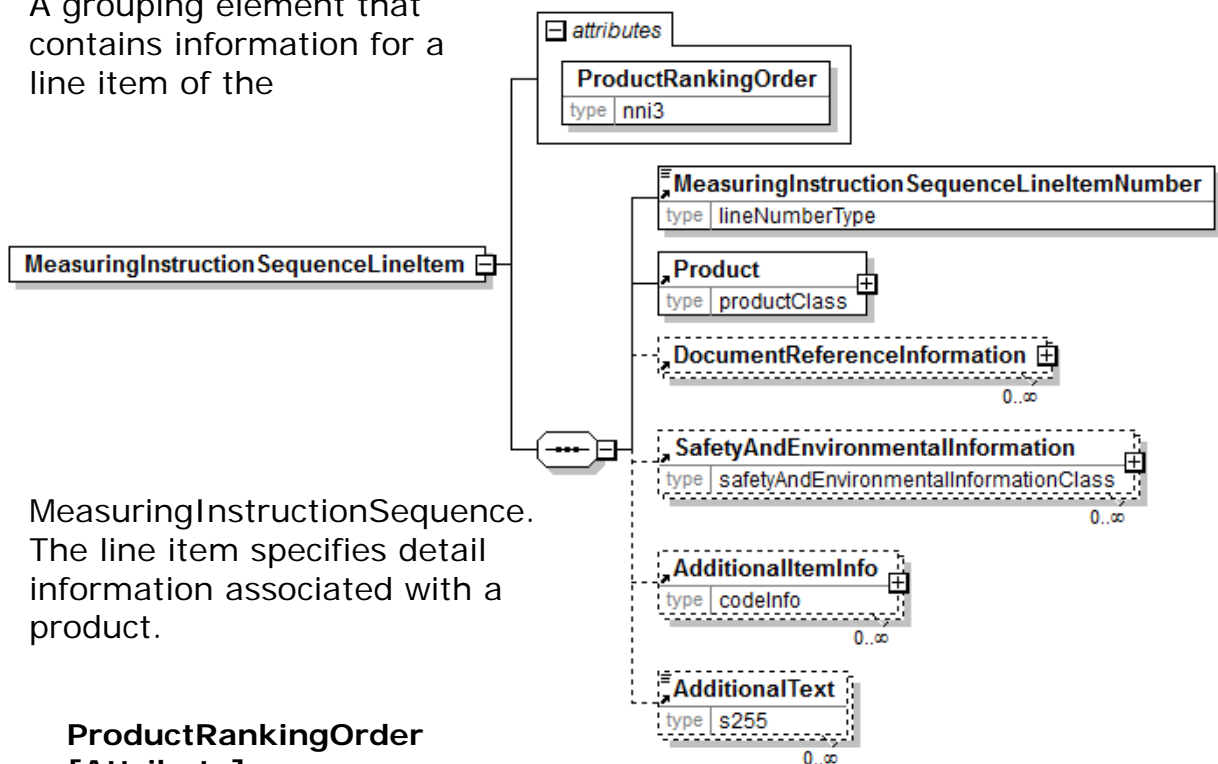 A grouping element that
contains information for a
line item of the
attributes
ProductRankingOrder
type nni3
MeasuringInstructionSequenceLineItem
MeasuringInstructionSequenceLineItemNumber
type lineNumberType
Product
type productClass
DocumentReferenceInformation
0..∞
SafetyAndEnvironmentalInformation
type safetyAndEnvironmentalInformationClass
0..∞
AdditionalItemInfo
type codeInfo
0..∞
AdditionalText
type s255
0..∞
MeasuringInstructionSequence.
The line item specifies detail
information associated with a
product.
ProductRankingOrder
[Attribute]